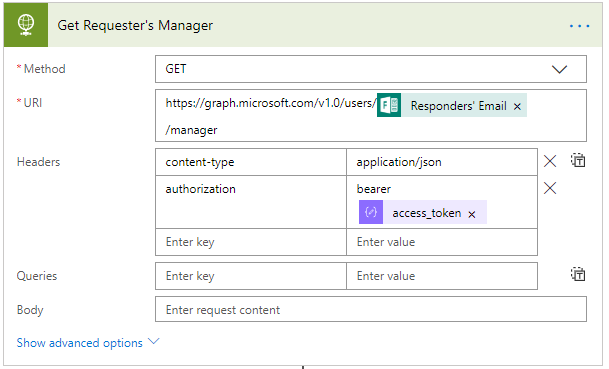 Get Requester's Manager
* Method
GET
* URI
https://graph.microsoft.com/v1.0/users/ Responders' Email ×
/manager
Headers
content-type
application/json
authorization
bearer
access_token ×
Enter key
Enter value
Queries
Enter key
Enter value
Body
Enter request content
Show advanced options